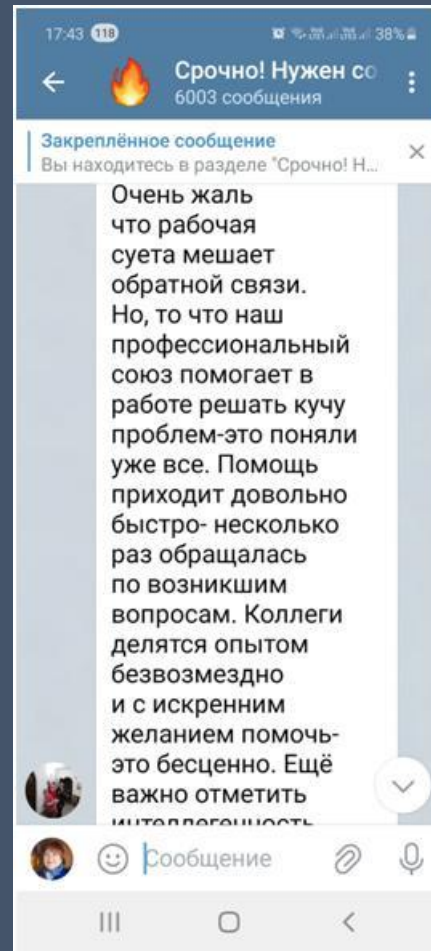 17:43 118 38%
Срочно! Нужен со
6003 сообщения
Закреплённое сообщение
Вы находитесь в разделе "Срочно! Н...
Очень жаль
что рабочая
суета мешает
обратной связи.
Но, то что наш
профессиональный
союз помогает в
работе решать кучу
проблем-это поняли
уже все. Помощь
приходит довольно
быстро- несколько
раз обращалась
по возникшим
вопросам. Коллеги
делятся опытом
безвозмездно
и с искренним
желанием помочь-
это бесценно. Ещё
важно отметить
интеллегенность
Сообщение